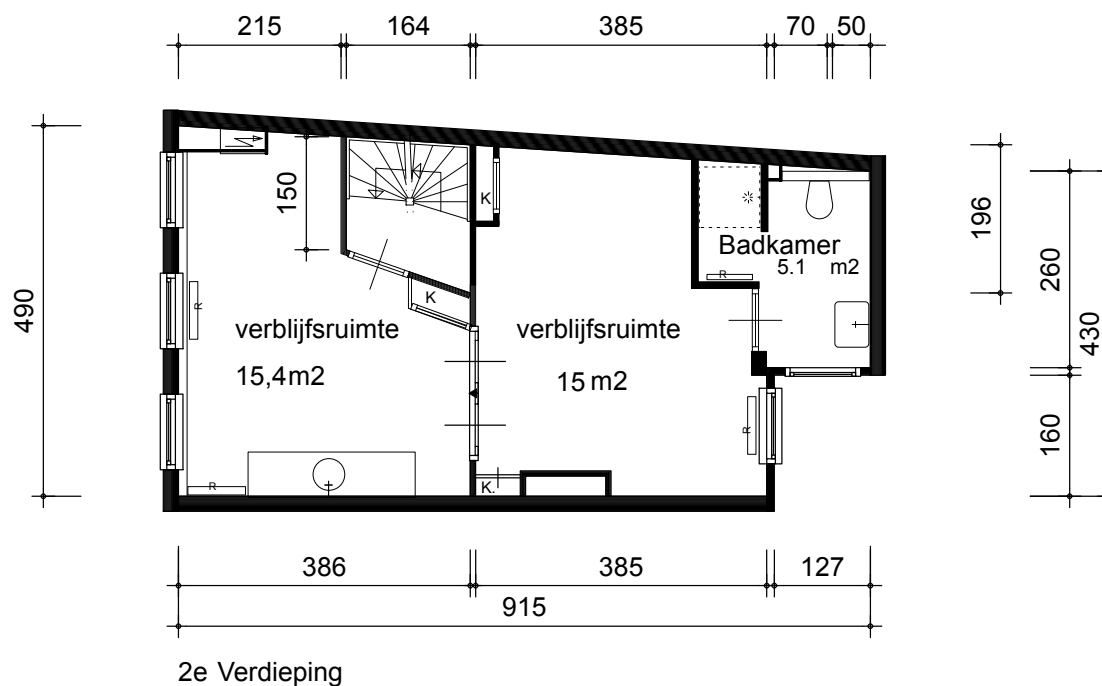 215 164 385 70 50
490
150
K
Badkamer
5.1 m2
196
260
430
R
R
K
verblijfsruimte verblijfsruimte
15,4m2 15 m2
R
160
R
K.
386 385 127
915
2e Verdieping